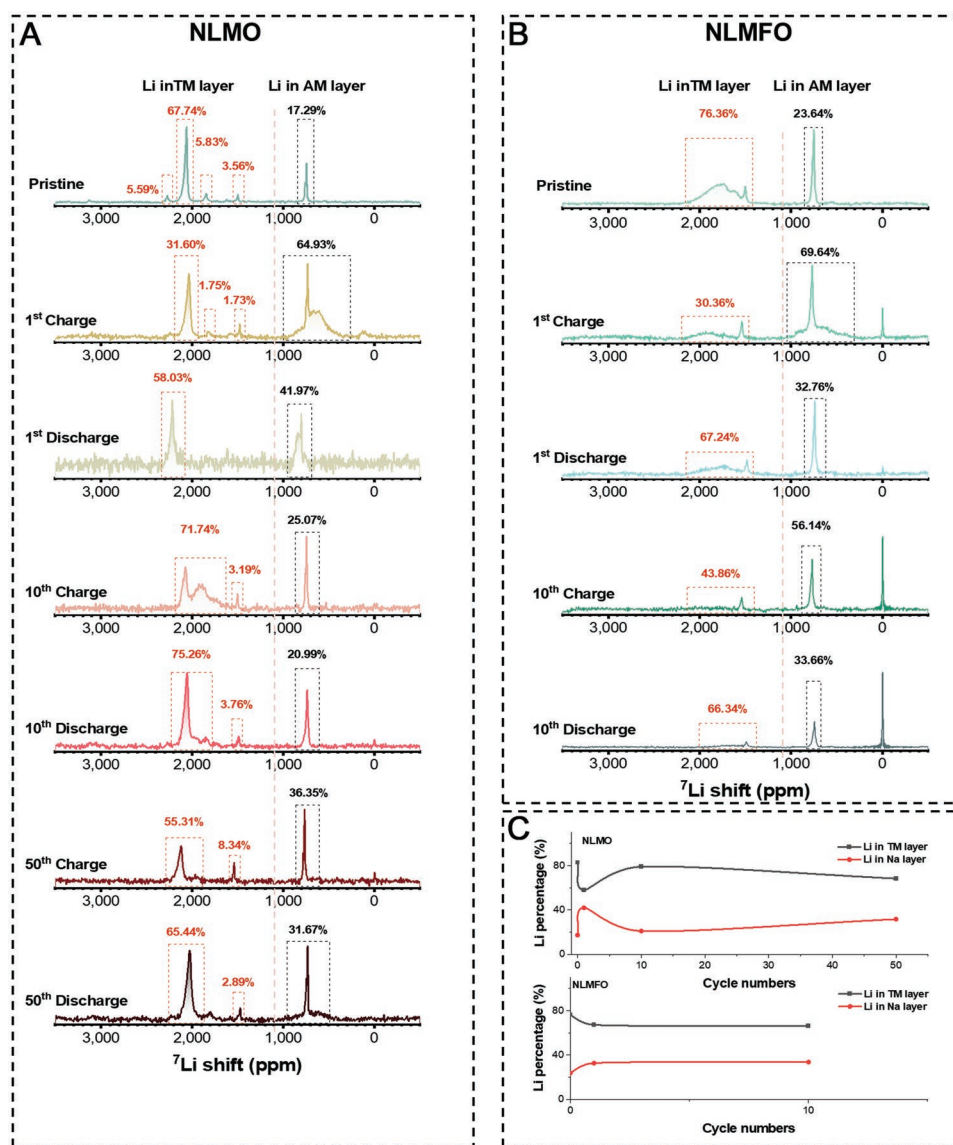 A
NLMO
Li inTM layer
Li in AM layer
67.74%
17.29%
5.83%
3.56%
5.59%
Pristine
3,000 2,000 1,000 0
31.60%
64.93%
1.75%
1.73%
1st Charge
3,000 2,000 1,000 0
58.03%
41.97%
1st Discharge
3,000 2,000 1,000 0
71.74%
25.07%
3.19%
10th Charge
3,000 2,000 1,000 0
75.26%
20.99%
3.76%
10th Discharge
3,000 2,000 1,000 0
36.35%
55.31%
8.34%
50th Charge
3,000 2,000 1,000 0
65.44%
31.67%
2.89%
50th Discharge
3,000 2,000 1,000 0
7Li shift (ppm)
B
NLMFO
Li inTM layer
Li in AM layer
76.36%
23.64%
Pristine
3,000 2,000 1,000 0
69.64%
30.36%
1st Charge
3,000 2,000 1,000 0
32.76%
67.24%
1st Discharge
3,000 2,000 1,000 0
56.14%
43.86%
10th Charge
3,000 2,000 1,000 0
33.66%
66.34%
10th Discharge
3,000 2,000 1,000 0
7Li shift (ppm)
C
NLMO
Li in TM layer
Li in Na layer
Li percentage (%)
80
40
0
0 10 20 30 20 30 40 50
Cycle numbers
NLMFO
Li in TM layer
Li in Na layer
Li percentage (%)
80
40
0
0 10
Cycle numbers